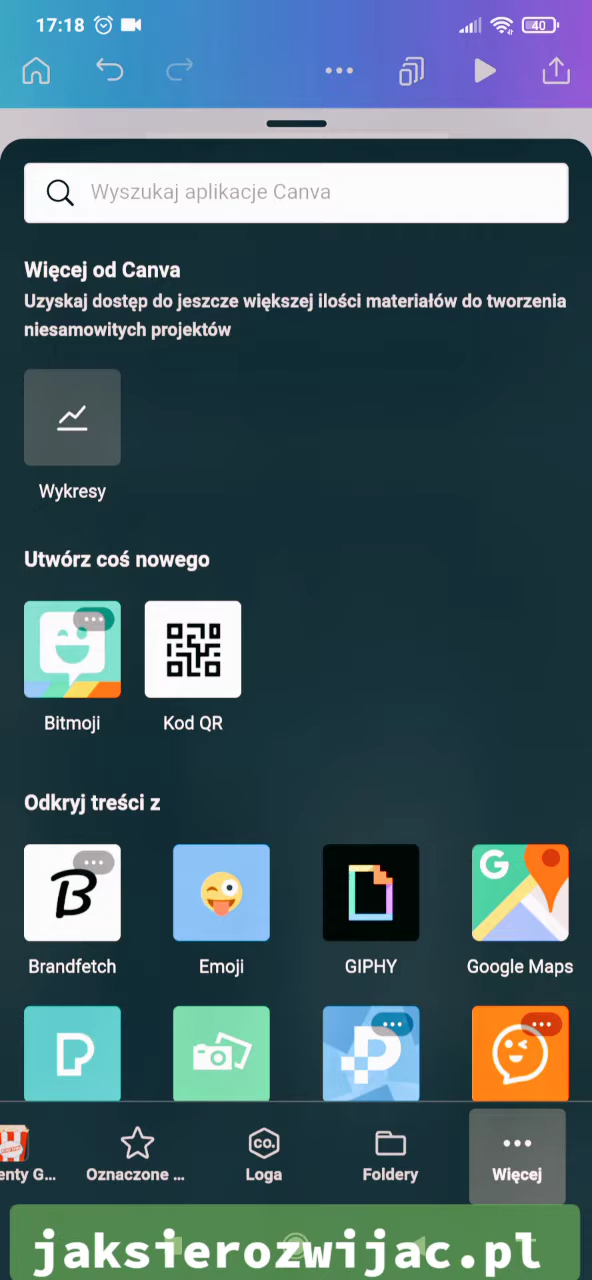 17:18
40
Wyszukaj aplikacje Canva
Więcej od Canva
Uzyskaj dostęp do jeszcze większej ilości materiałów do tworzenia
niesamowitych projektów
Wykresy
Utwórz coś nowego
Bitmoji Kod QR
Odkryj treści z
B G
Brandfetch Emoji GIPHY Google Maps
P P
CO.
enty G... Oznaczone ... Loga Foldery Więcej
jaksierozwijac.pl